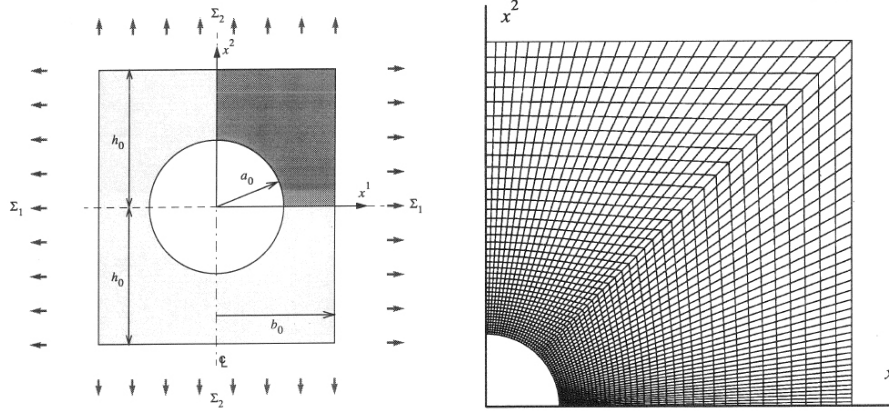 Σ₂
x²
h₀
a₀
x¹
Σ₁
Σ₁
h₀
b₀
℄
Σ₂
x²
x